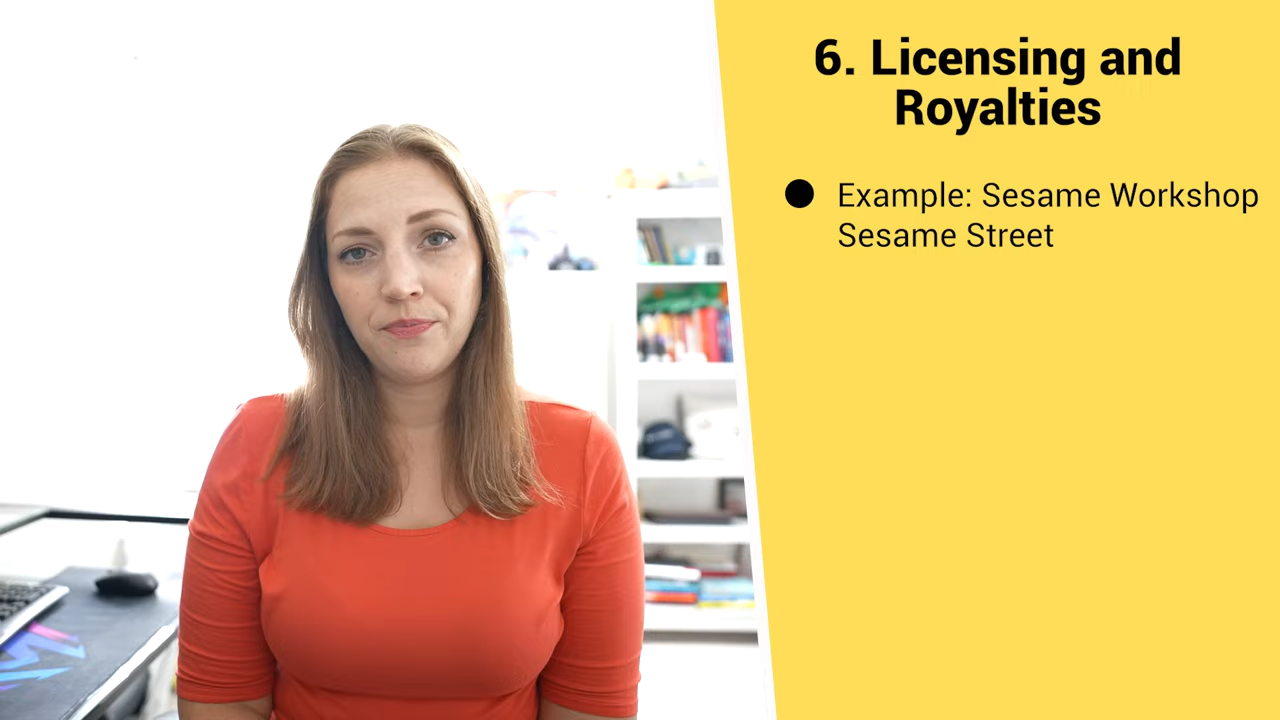 6. Licensing and
Royalties
● Example: Sesame Workshop
Sesame Street